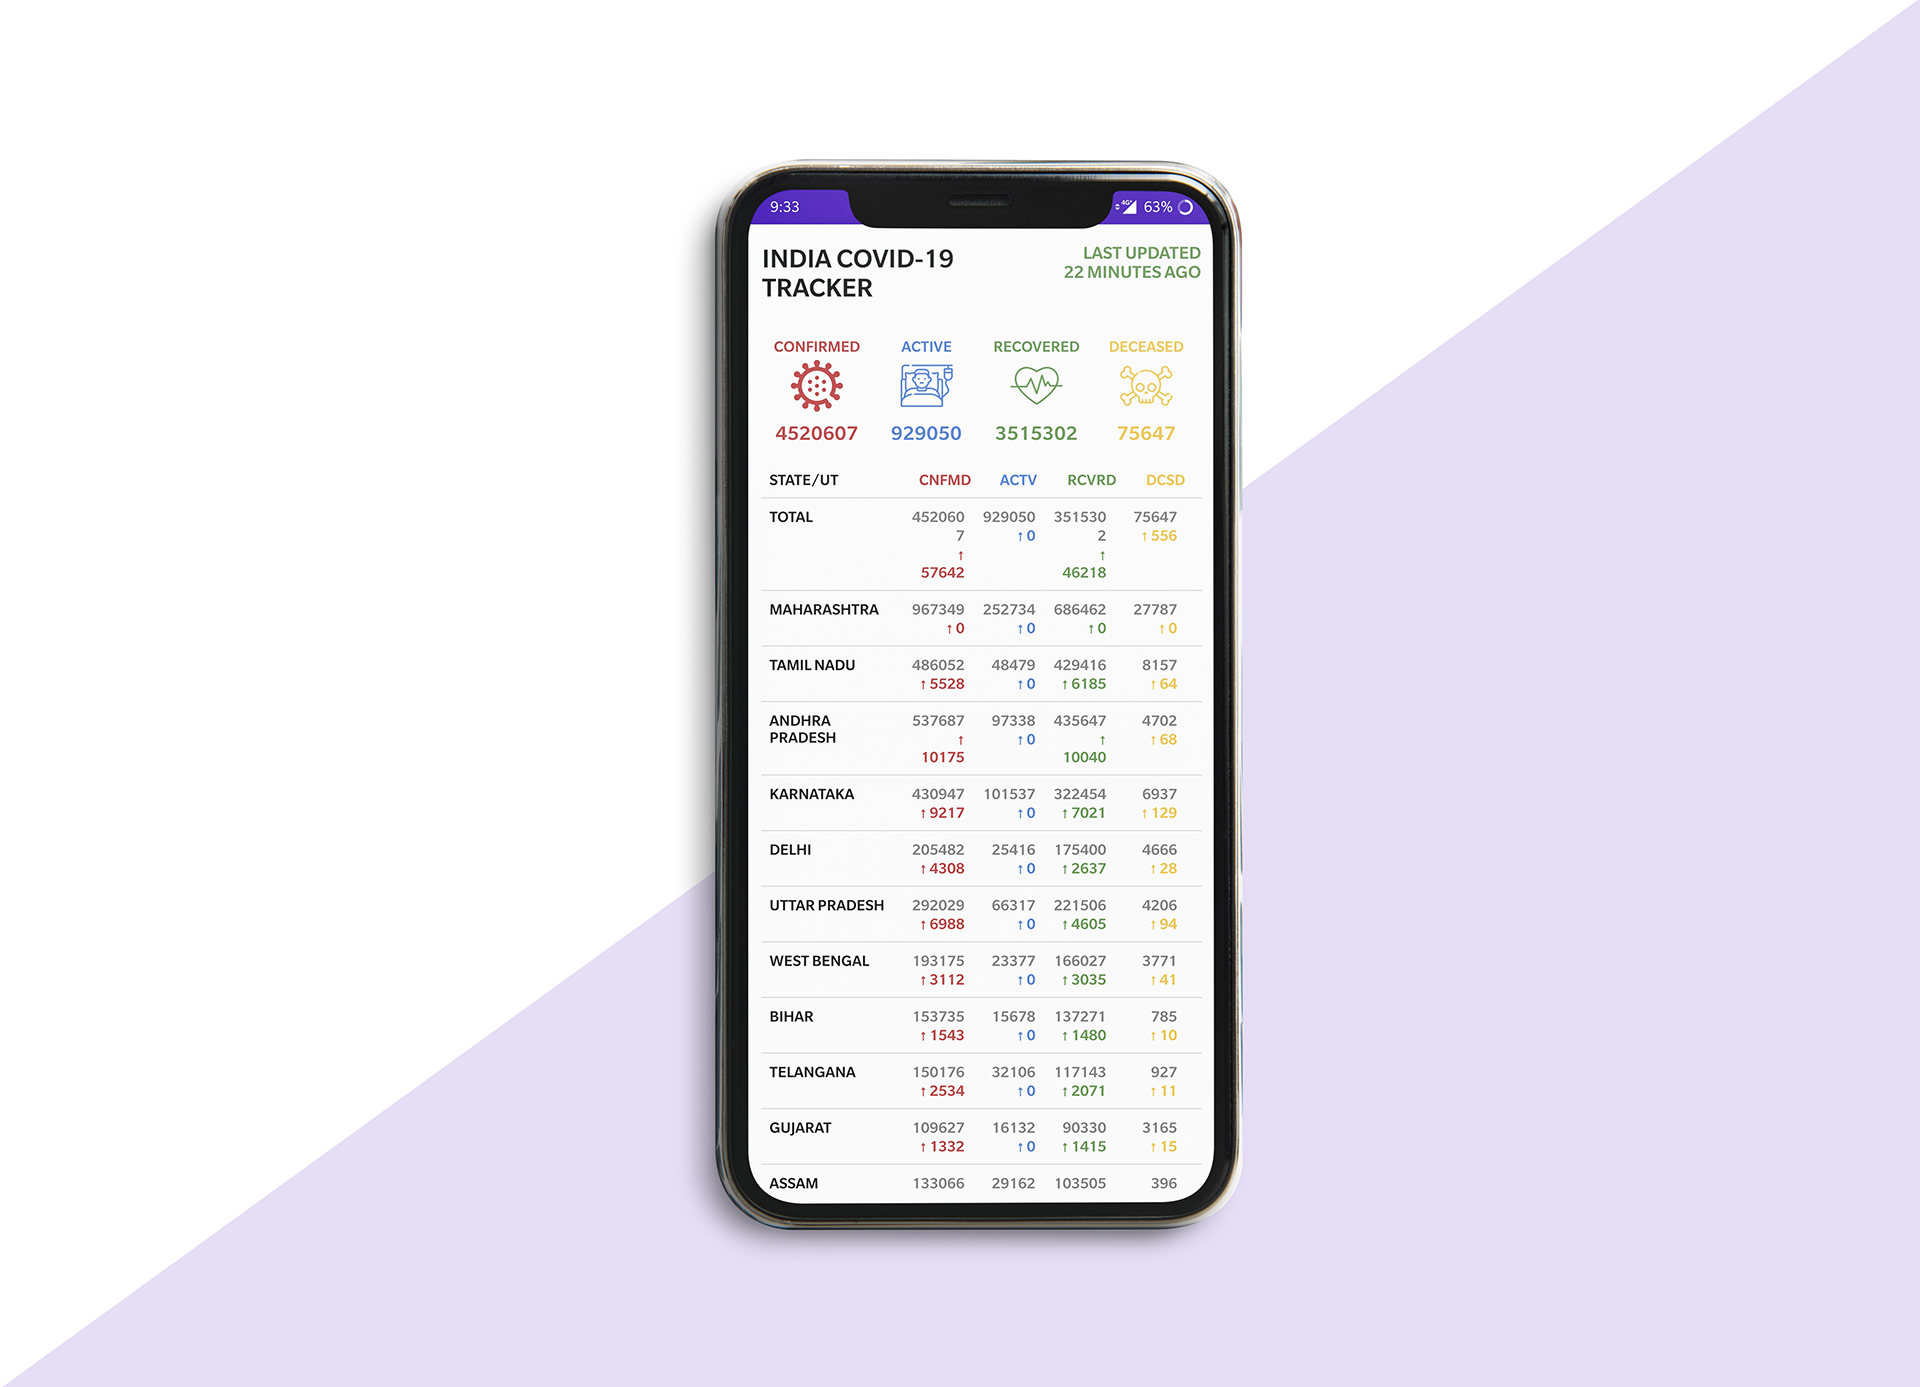 9:33 4G 63%
INDIA COVID-19
TRACKER
LAST UPDATED
22 MINUTES AGO
CONFIRMED ACTIVE RECOVERED DECEASED
4520607 929050 3515302 75647
STATE/UT CNFMD ACTV RCVRD DCSD
TOTAL 452060 929050 351530 75647
7 ↑ 0 2 ↑ 556
↑ ↑
57642 46218
MAHARASHTRA 967349 252734 686462 27787
↑ 0 ↑ 0 ↑ 0 ↑ 0
TAMIL NADU 486052 48479 429416 8157
↑ 5528 ↑ 0 ↑ 6185 ↑ 64
ANDHRA 537687 97338 435647 4702
PRADESH ↑ ↑ 0 ↑ ↑ 68
10175 10040
KARNATAKA 430947 101537 322454 6937
↑ 9217 ↑ 0 ↑ 7021 ↑ 129
DELHI 205482 25416 175400 4666
↑ 4308 ↑ 0 ↑ 2637 ↑ 28
UTTAR PRADESH 292029 66317 221506 4206
↑ 6988 ↑ 0 ↑ 4605 ↑ 94
WEST BENGAL 193175 23377 166027 3771
↑ 3112 ↑ 0 ↑ 3035 ↑ 41
BIHAR 153735 15678 137271 785
↑ 1543 ↑ 0 ↑ 1480 ↑ 10
TELANGANA 150176 32106 117143 927
↑ 2534 ↑ 0 ↑ 2071 ↑ 11
GUJARAT 109627 16132 90330 3165
↑ 1332 ↑ 0 ↑ 1415 ↑ 15
ASSAM 133066 29162 103505 396